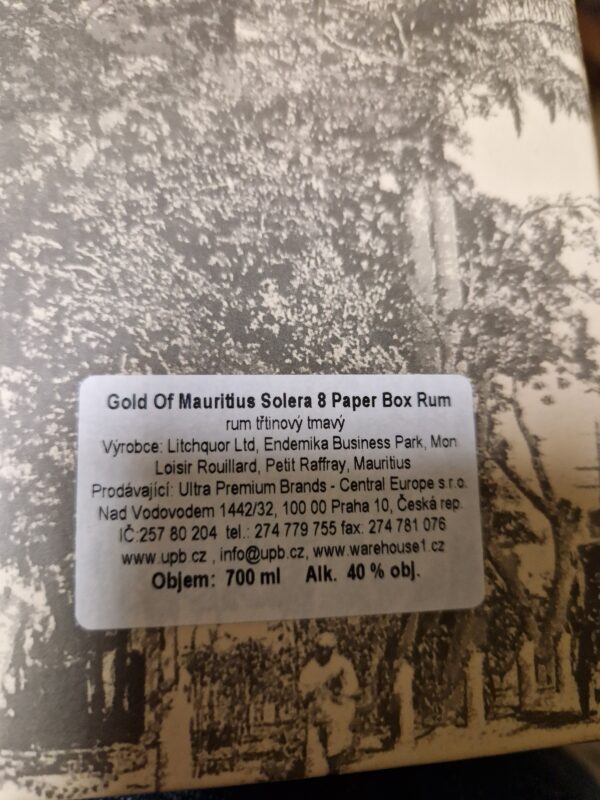 Gold Of Mauritius Solera 8 Paper Box Rum
rum třtinový tmavý
Výrobce: Litchquor Ltd, Endemika Business Park, Mon
Loisir Rouillard, Petit Raffray, Mauritius
Prodávající: Ultra Premium Brands - Central Europe s.r.o.
Nad Vodovodem 1442/32, 100 00 Praha 10, Česká rep.
IČ:257 80 204 tel.: 274 779 755 fax: 274 781 076
www.upb.cz , info@upb.cz, www.warehouse1.cz
Objem: 700 ml Alk. 40 % obj.